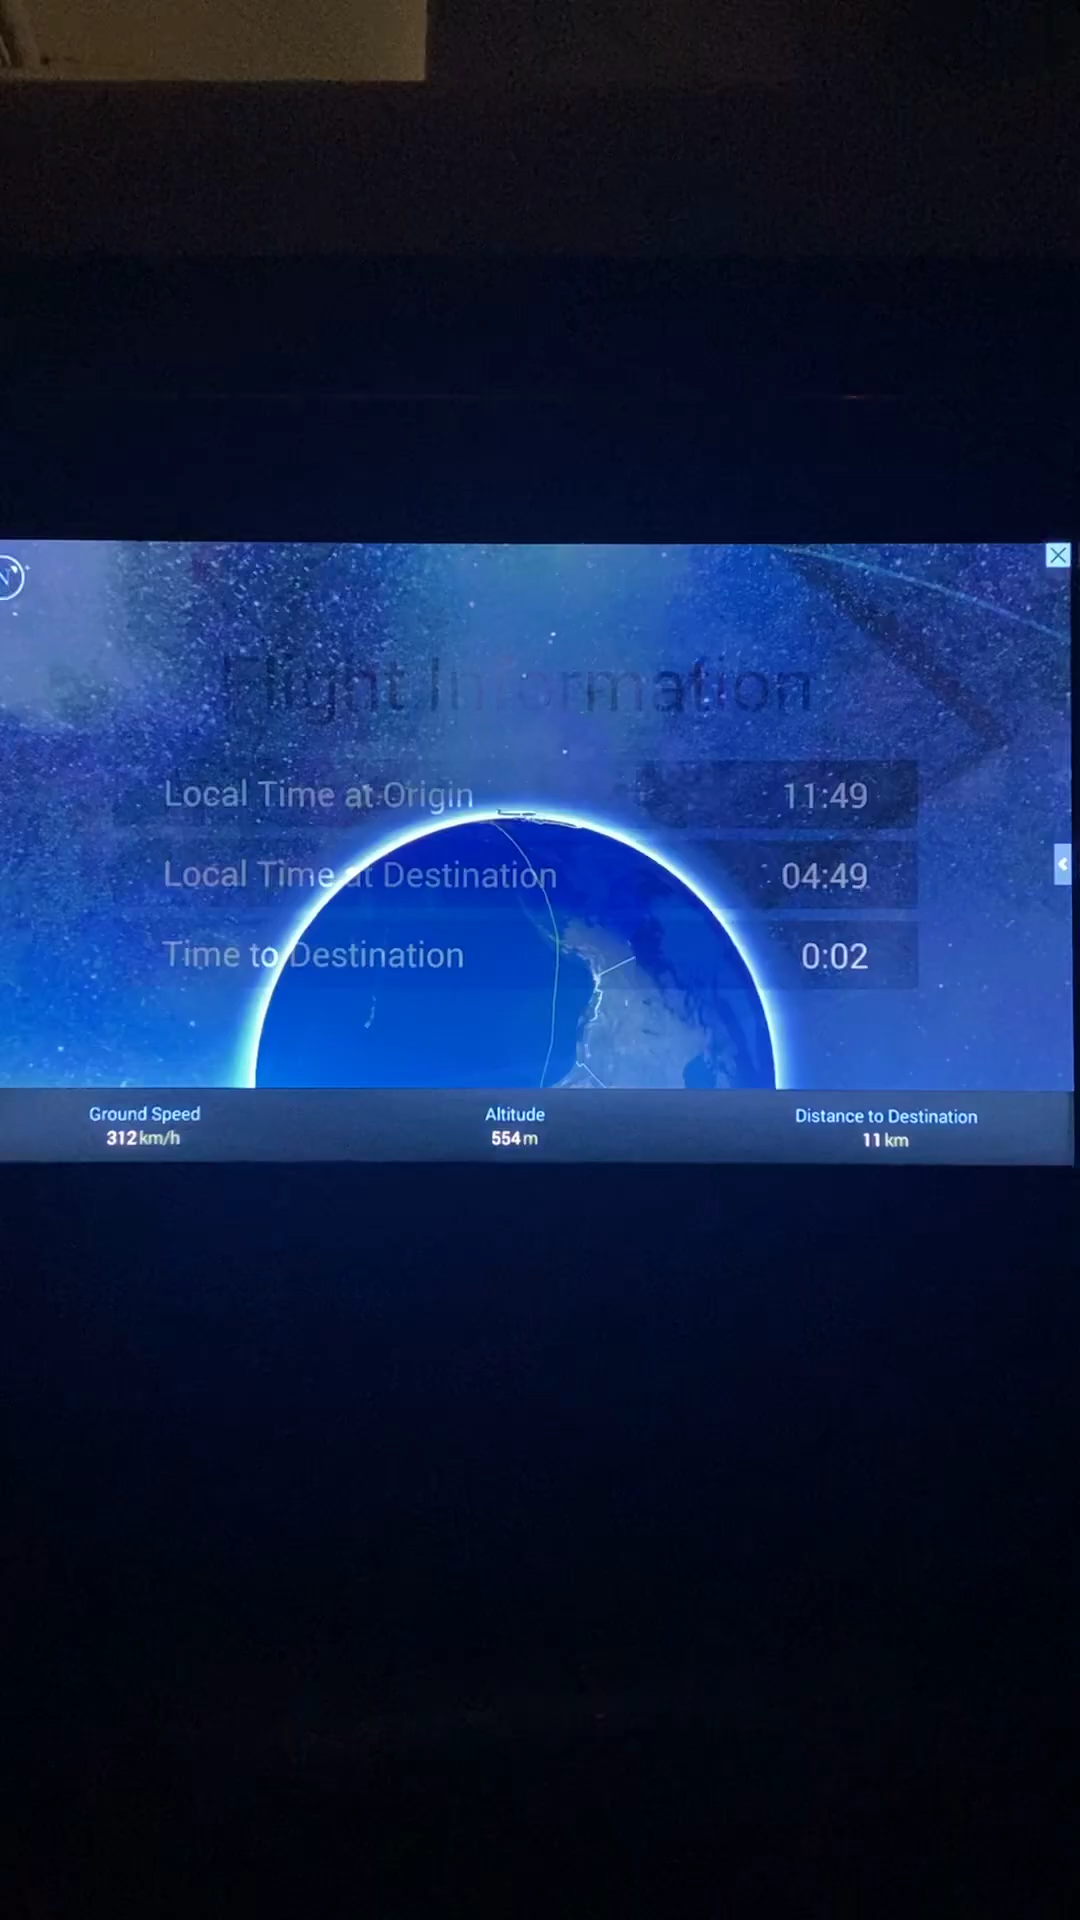 N
Flight Information
Local Time at Origin 11:49
Local Time at Destination 04:49
Time to Destination 0:02
Ground Speed Altitude Distance to Destination
312 km/h 554 m 11 km